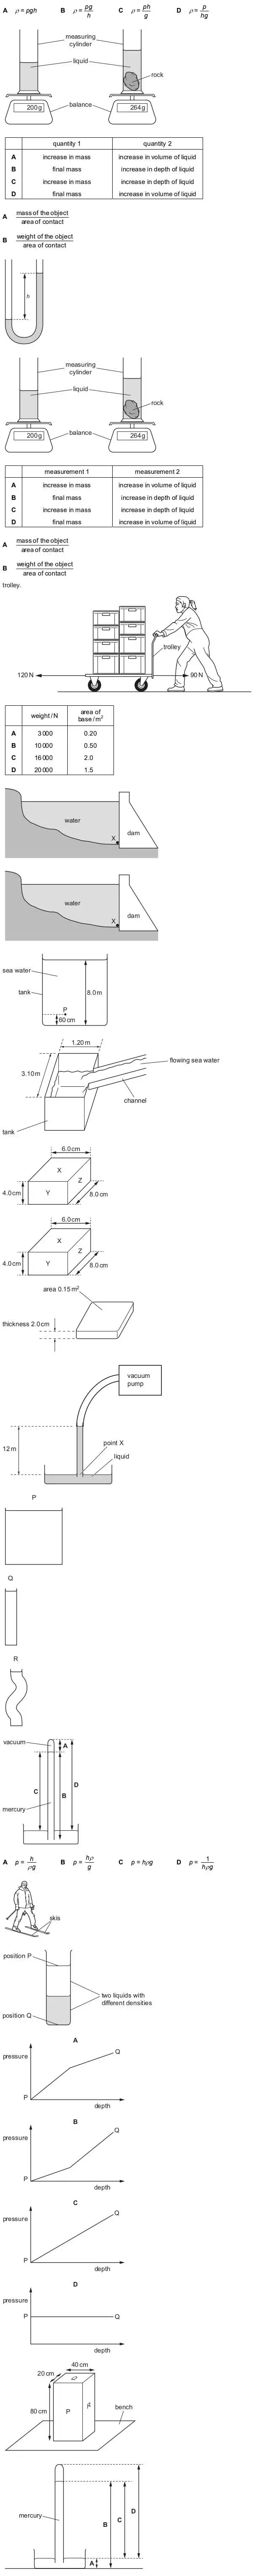 A ρ = pgh B ρ = pg/h C ρ = ph/g D ρ = p/hg
measuring
cylinder
liquid
rock
200 g
balance
264 g
quantity 1 quantity 2
A increase in mass increase in volume of liquid
B final mass increase in depth of liquid
C increase in mass increase in depth of liquid
D final mass increase in volume of liquid
A mass of the object
area of contact
B weight of the object
area of contact
h
measuring
cylinder
liquid
rock
200 g
balance
264 g
measurement 1 measurement 2
A increase in mass increase in volume of liquid
B final mass increase in depth of liquid
C increase in mass increase in depth of liquid
D final mass increase in volume of liquid
A mass of the object
area of contact
B weight of the object
area of contact
trolley.
trolley
120 N 90 N
weight / N area of
base / m²
A 3 000 0.20
B 10 000 0.50
C 16 000 2.0
D 20 000 1.5
water
X
dam
water
X
dam
sea water
tank
8.0 m
P
60 cm
1.20 m
flowing sea water
3.10 m
channel
tank
6.0 cm
X
Z
4.0 cm Y
8.0 cm
6.0 cm
X
Z
4.0 cm Y
8.0 cm
area 0.15 m²
thickness 2.0 cm
vacuum
pump
12 m
point X
liquid
P
Q
R
vacuum
A
D
C
B
mercury
A p = h/ρg B p = hρ/g C p = hρg D p = 1/hρg
skis
position P
two liquids with
different densities
position Q
A
pressure
Q
P
depth
B
Q
pressure
P
depth
C
pressure
Q
P
depth
D
pressure
P Q
depth
40 cm
20 cm
Q
80 cm P R
bench
mercury
D
C
B
A